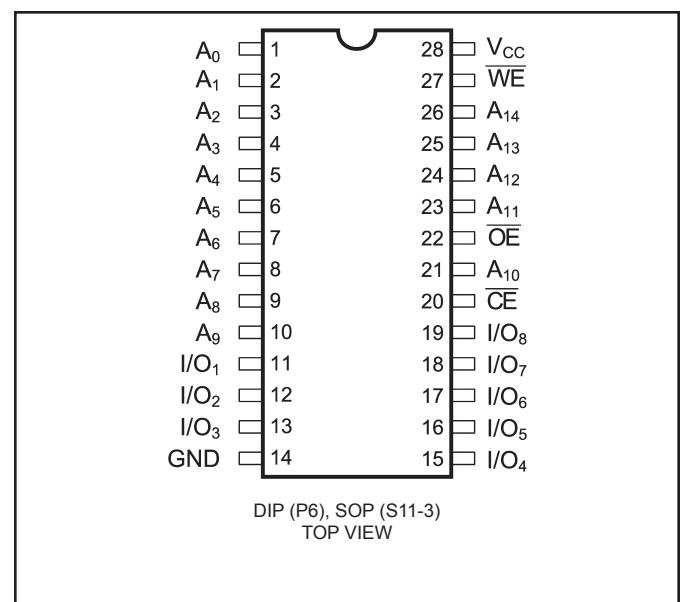 A0 1 28 VCC
A1 2 27 W̅E̅
A2 3 26 A14
A3 4 25 A13
A4 5 24 A12
A5 6 23 A11
A6 7 22 O̅E̅
A7 8 21 A10
A8 9 20 C̅E̅
A9 10 19 I/O8
I/O1 11 18 I/O7
I/O2 12 17 I/O6
I/O3 13 16 I/O5
GND 14 15 I/O4
DIP (P6), SOP (S11-3)
TOP VIEW